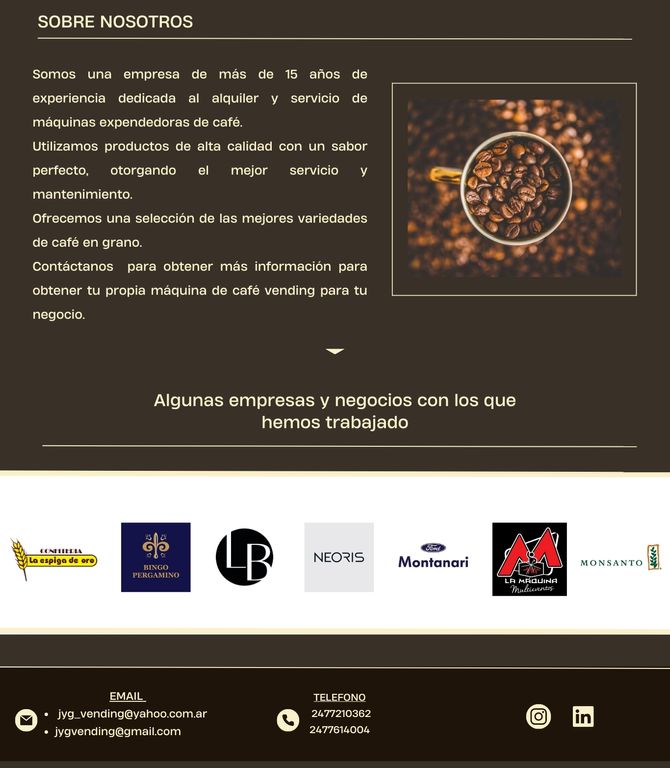 SOBRE NOSOTROS
Somos una empresa de más de 15 años de
experiencia dedicada al alquiler y servicio de
máquinas expendedoras de café.
Utilizamos productos de alta calidad con un sabor
perfecto, otorgando el mejor servicio y
mantenimiento.
Ofrecemos una selección de las mejores variedades
de café en grano.
Contáctanos para obtener más información para
obtener tu propia máquina de café vending para tu
negocio.
Algunas empresas y negocios con los que
hemos trabajado
CONFITERIA
La espiga de oro
BINGO
PERGAMINO
LB
NEORIS
Ford
Montanari
M
LA MAQUINA
Multieventos
MONSANTO
EMAIL
• jyg_vending@yahoo.com.ar
• jygvending@gmail.com
TELEFONO
2477210362
2477614004
in